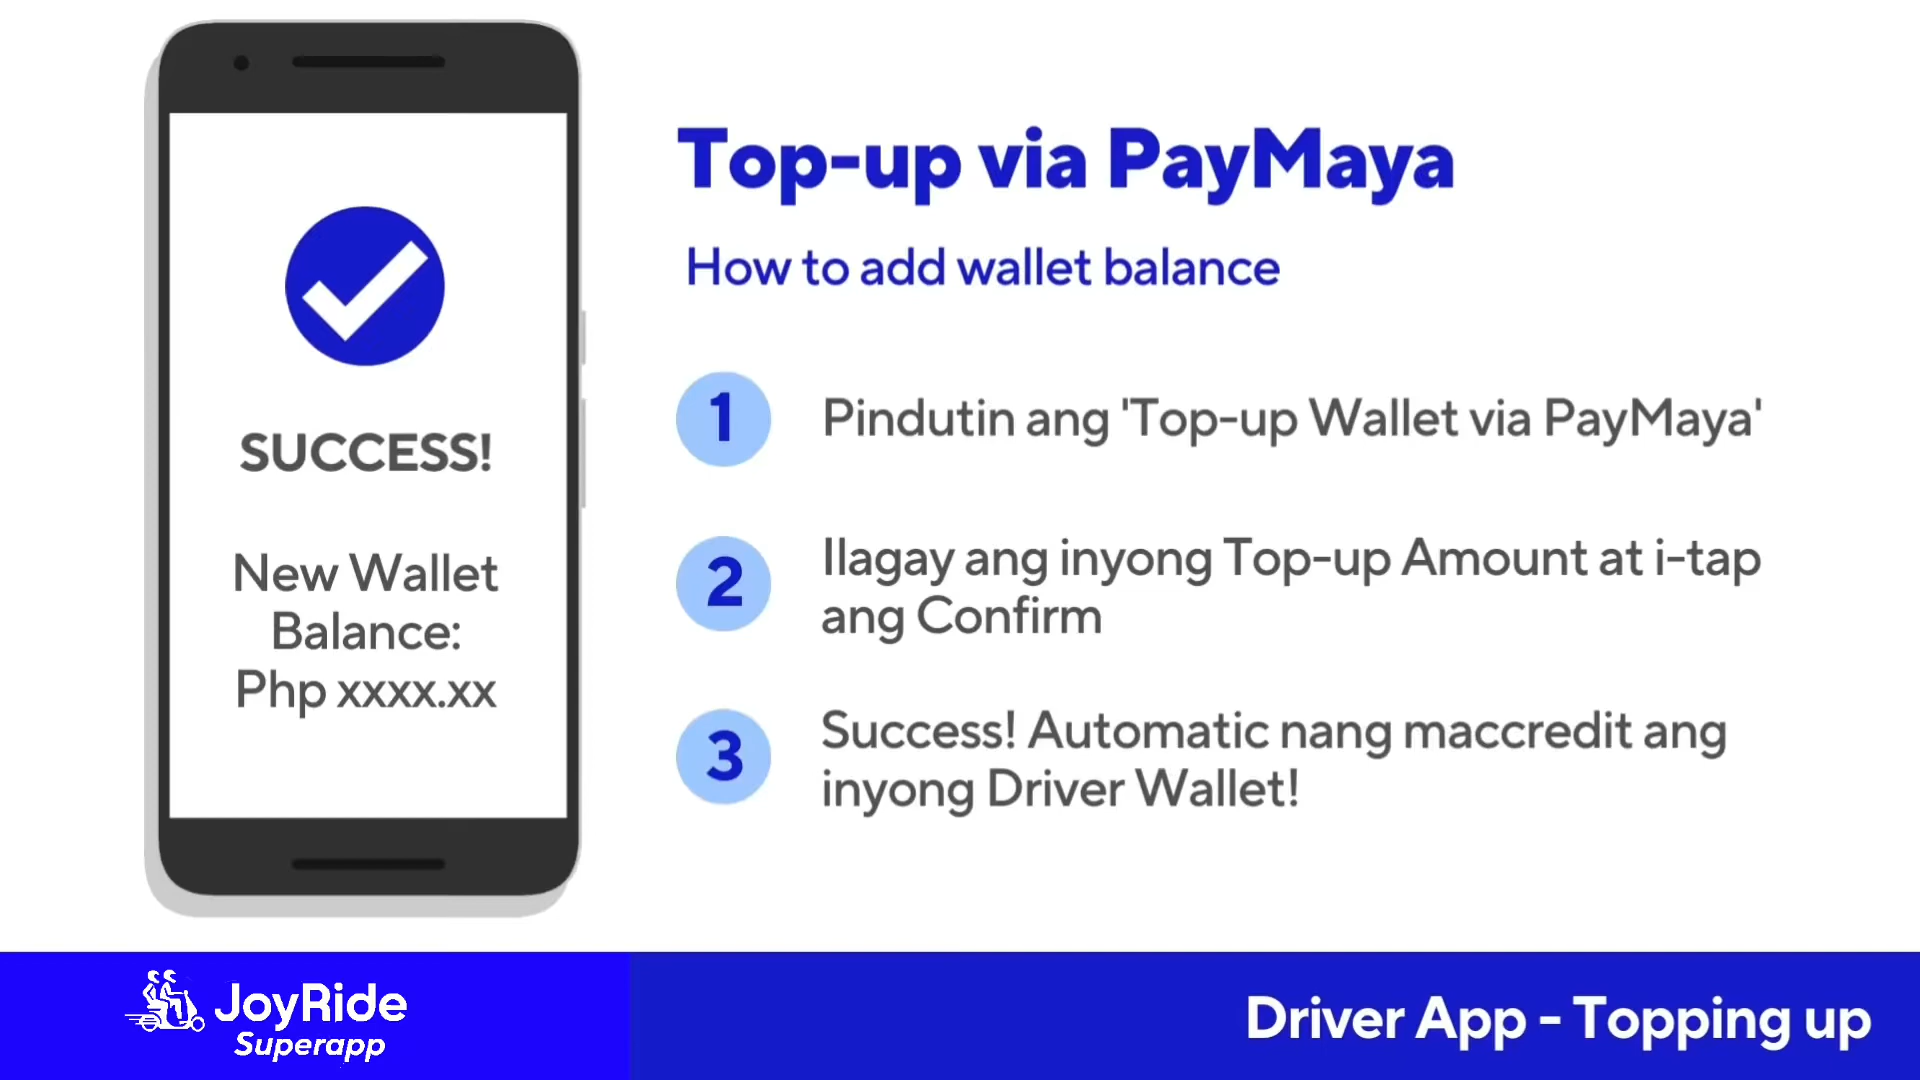 SUCCESS!
New Wallet
Balance:
Php xxxx.xx
Top-up via PayMaya
How to add wallet balance
1
Pindutin ang 'Top-up Wallet via PayMaya'
2
Ilagay ang inyong Top-up Amount at i-tap
ang Confirm
3
Success! Automatic nang maccredit ang
inyong Driver Wallet!
JoyRide
Superapp
Driver App - Topping up